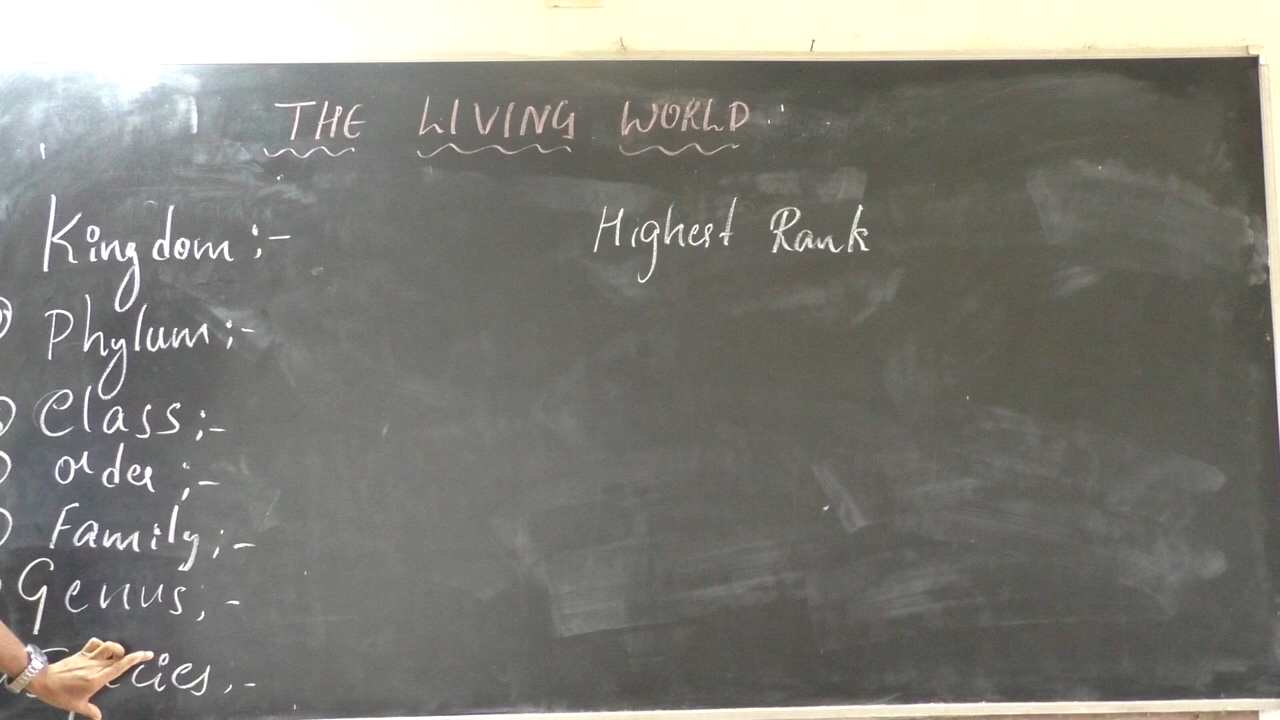 THE LIVING WORLD
Kingdom :- Highest Rank
Phylum :-
Class :-
order :-
Family :-
Genus :-